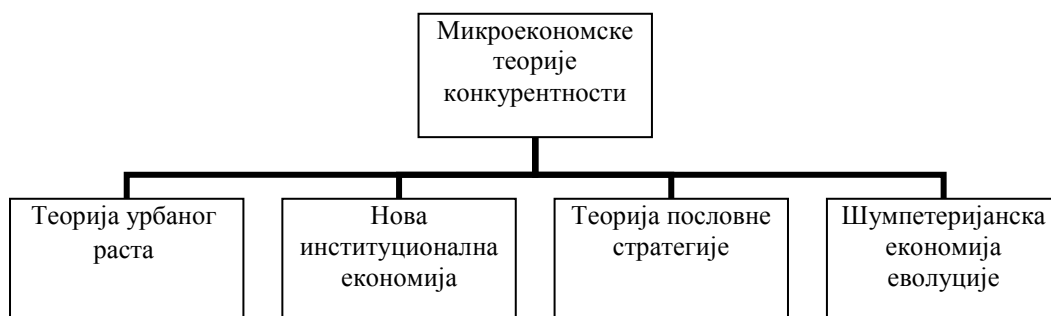 Микроекономске
теорије
конкурентности
Теорија урбаног
раста
Нова
институционална
економија
Теорија пословне
стратегије
Шумпетеријанска
економија
еволуције